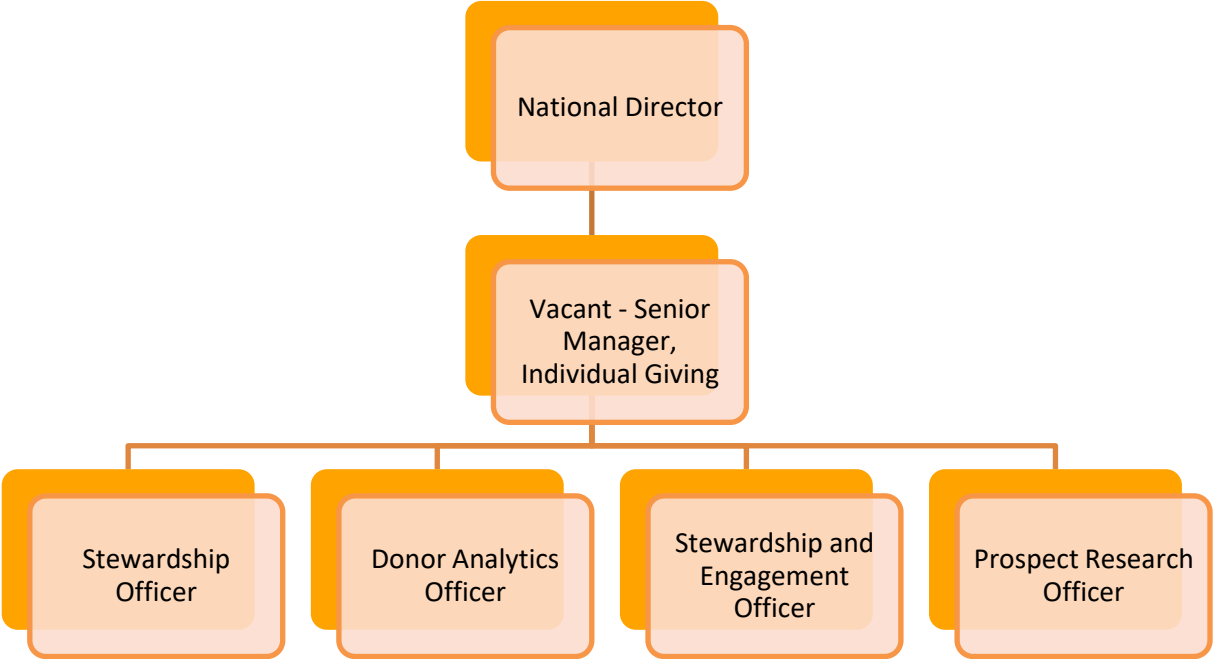 National Director
Vacant - Senior
Manager,
Individual Giving
Stewardship
Officer
Donor Analytics
Officer
Stewardship and
Engagement
Officer
Prospect Research
Officer